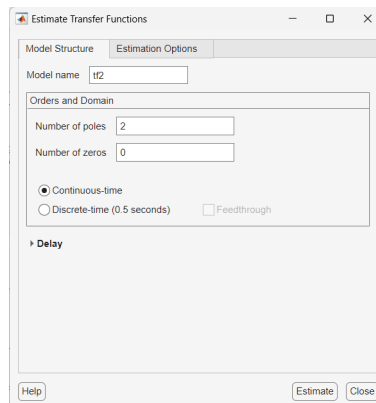 Estimate Transfer Functions
Model Structure Estimation Options
Model name tf2
Orders and Domain
Number of poles 2
Number of zeros 0
Continuous-time
Discrete-time (0.5 seconds) Feedthrough
Delay
Help Estimate Close